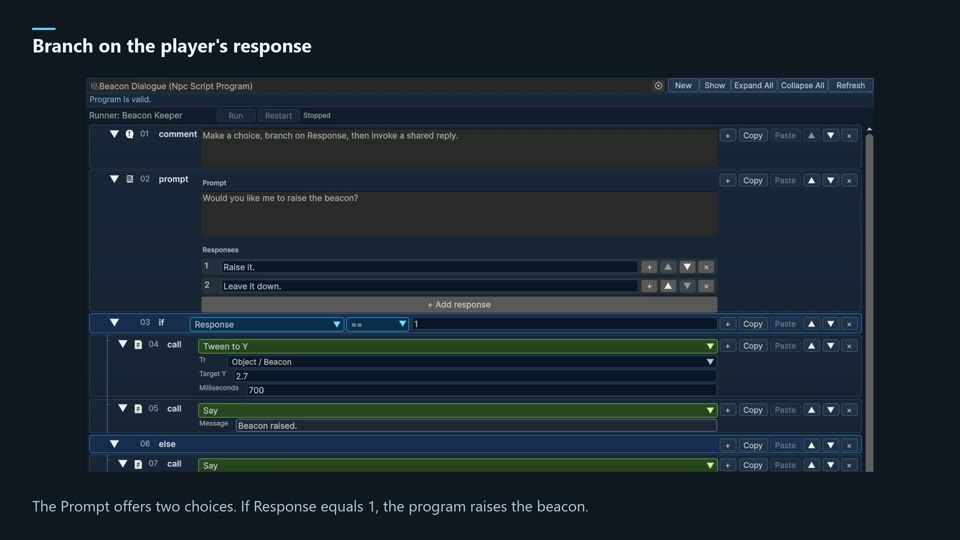 Branch on the player's response
Beacon Dialogue (Npc Script Program) New Show Expand All Collapse All Refresh
Program is valid.
Runner: Beacon Keeper Run Restart Stopped
01 comment Make a choice, branch on Response, then invoke a shared reply. + Copy Paste ▲ ▼ ×
02 prompt Prompt + Copy Paste ▲ ▼ ×
Would you like me to raise the beacon?
Responses
1 Raise it. + ▲ ▼ ×
2 Leave it down. + ▲ ▼ ×
+ Add response
03 if Response == 1 + Copy Paste ▲ ▼ ×
04 call Tween to Y + Copy Paste ▲ ▼ ×
Tr Object / Beacon
Target Y 2.7
Milliseconds 700
05 call Say + Copy Paste ▲ ▼ ×
Message Beacon raised.
06 else + Copy Paste ▲ ▼ ×
07 call Say + Copy Paste ▲ ▼ ×
The Prompt offers two choices. If Response equals 1, the program raises the beacon.